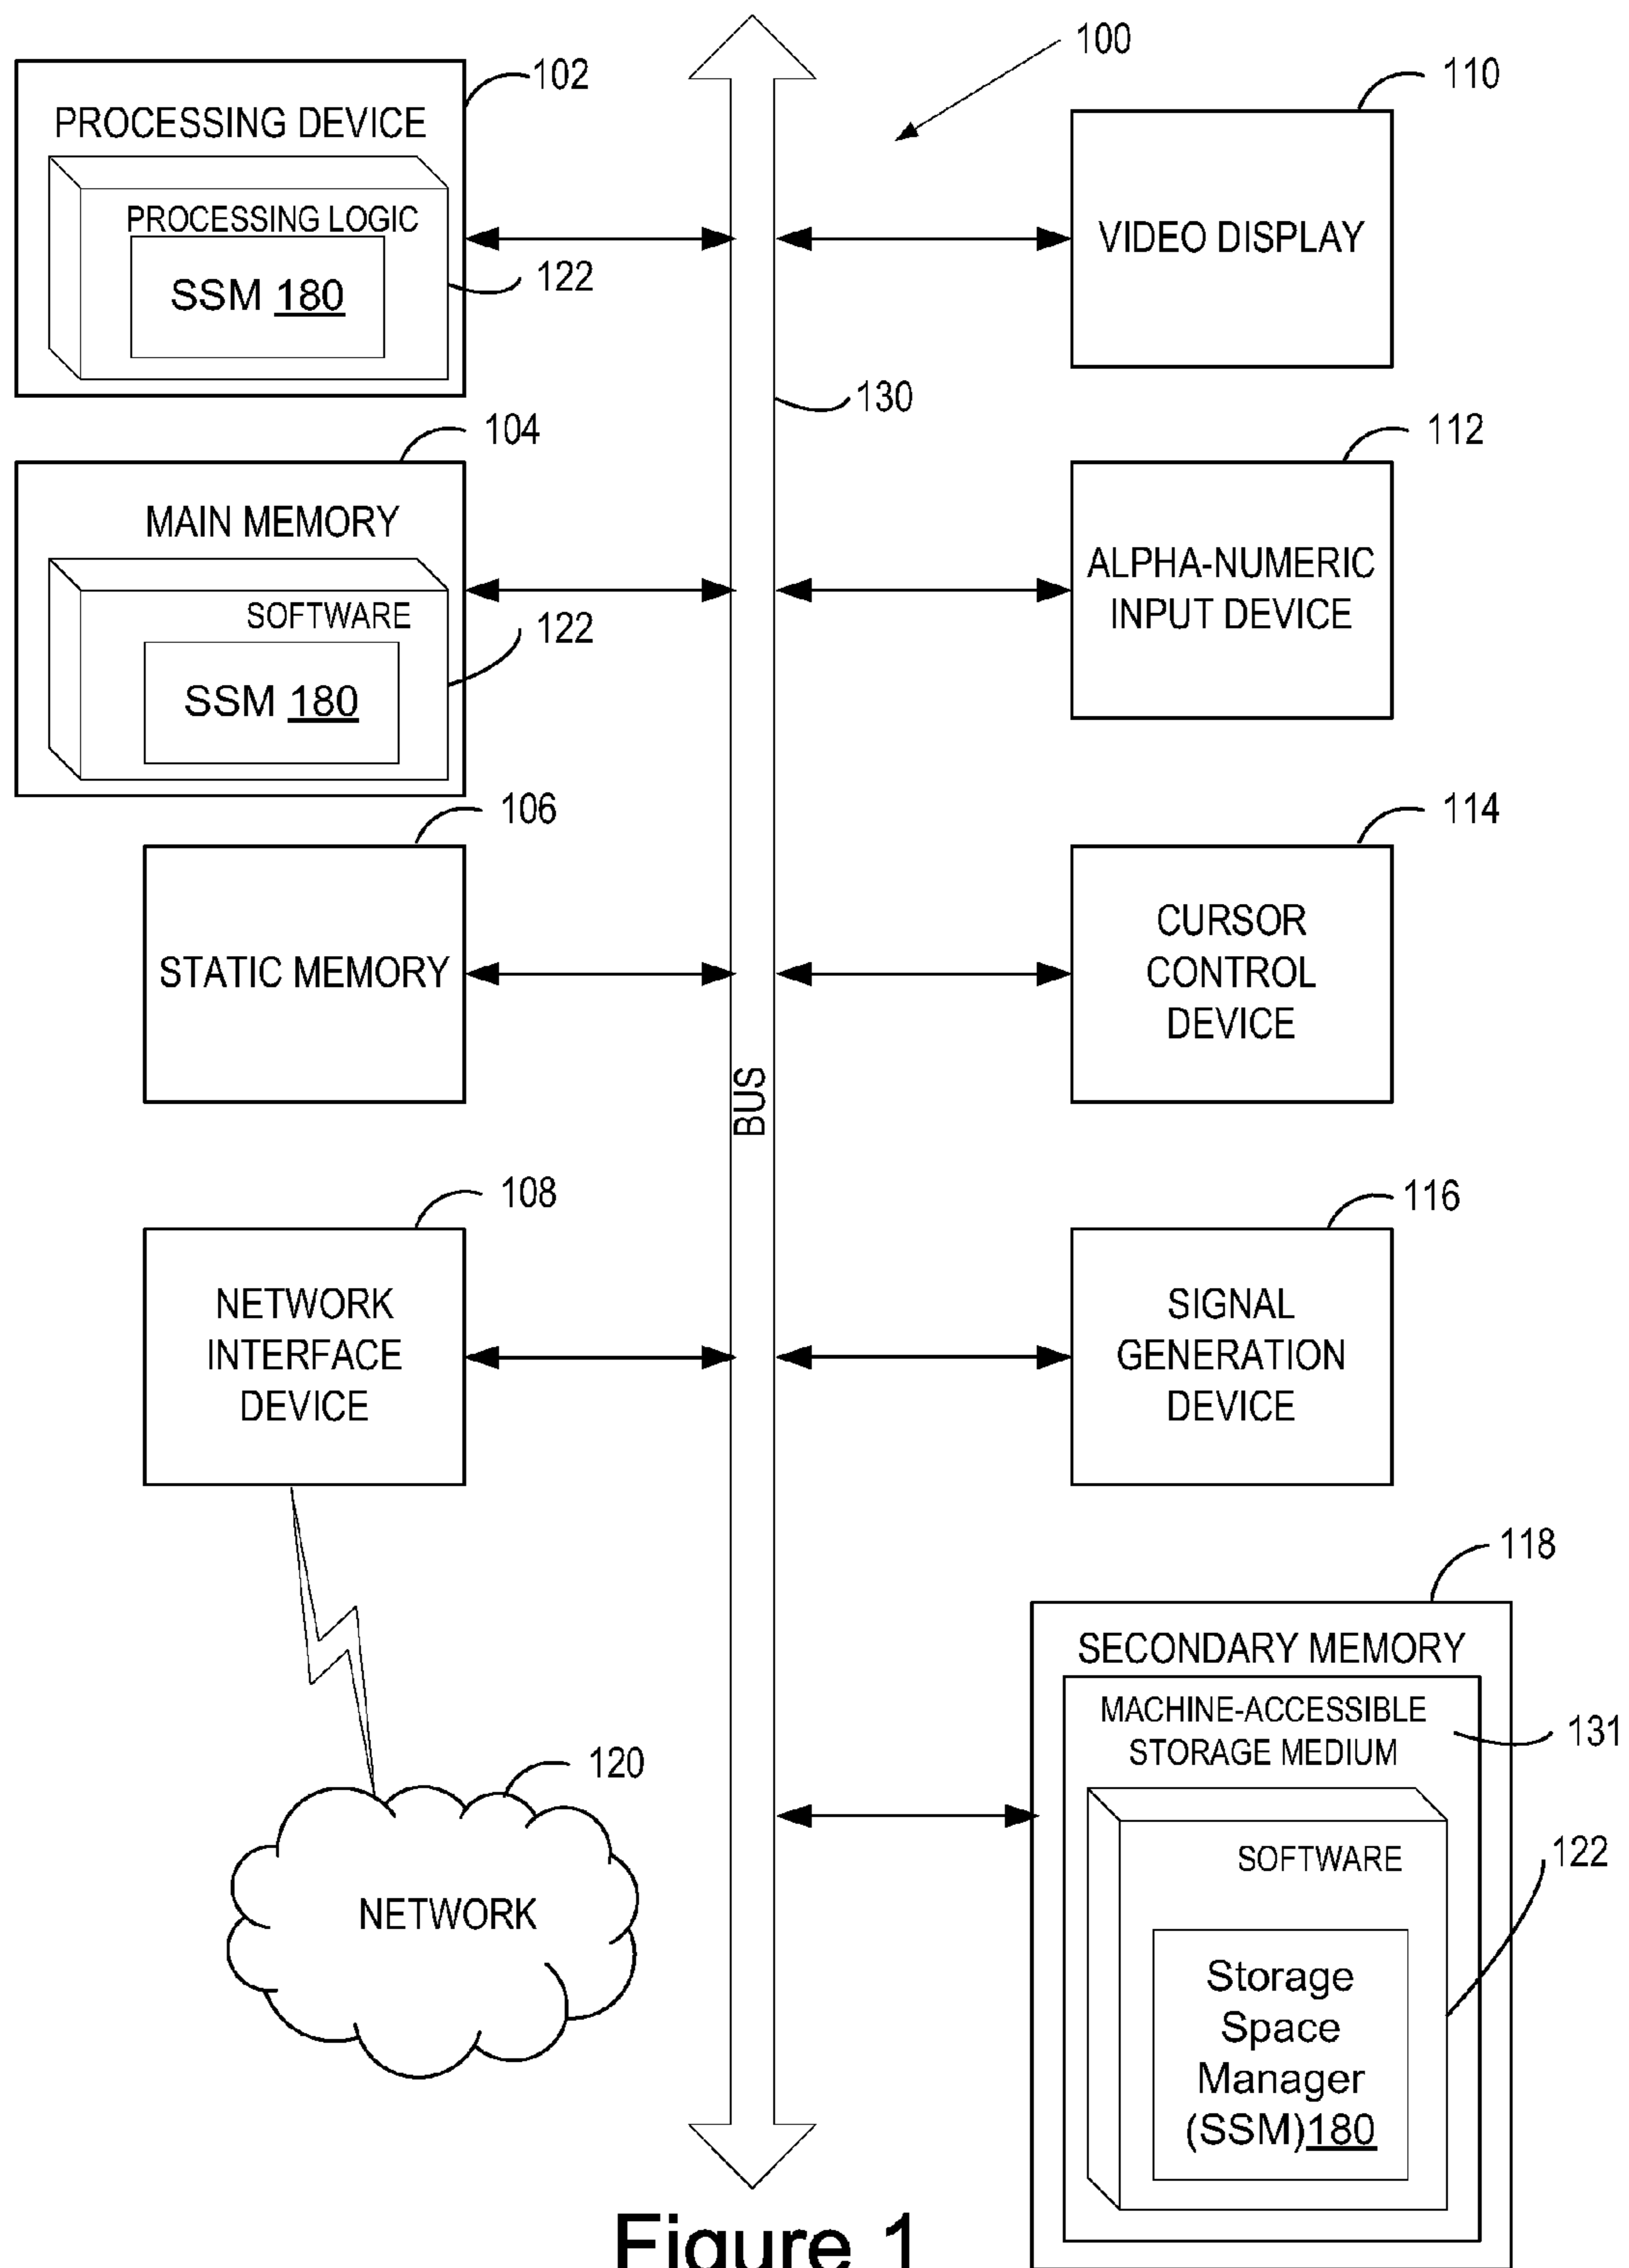 100
102
PROCESSING DEVICE
PROCESSING LOGIC
SSM 180
122
110
VIDEO DISPLAY
130
104
MAIN MEMORY
SOFTWARE
SSM 180
122
112
ALPHA-NUMERIC
INPUT DEVICE
106
STATIC MEMORY
114
CURSOR
CONTROL
DEVICE
BUS
108
NETWORK
INTERFACE
DEVICE
116
SIGNAL
GENERATION
DEVICE
118
SECONDARY MEMORY
MACHINE-ACCESSIBLE
STORAGE MEDIUM
131
SOFTWARE
122
Storage
Space
Manager
(SSM)180
120
NETWORK
Figure 1